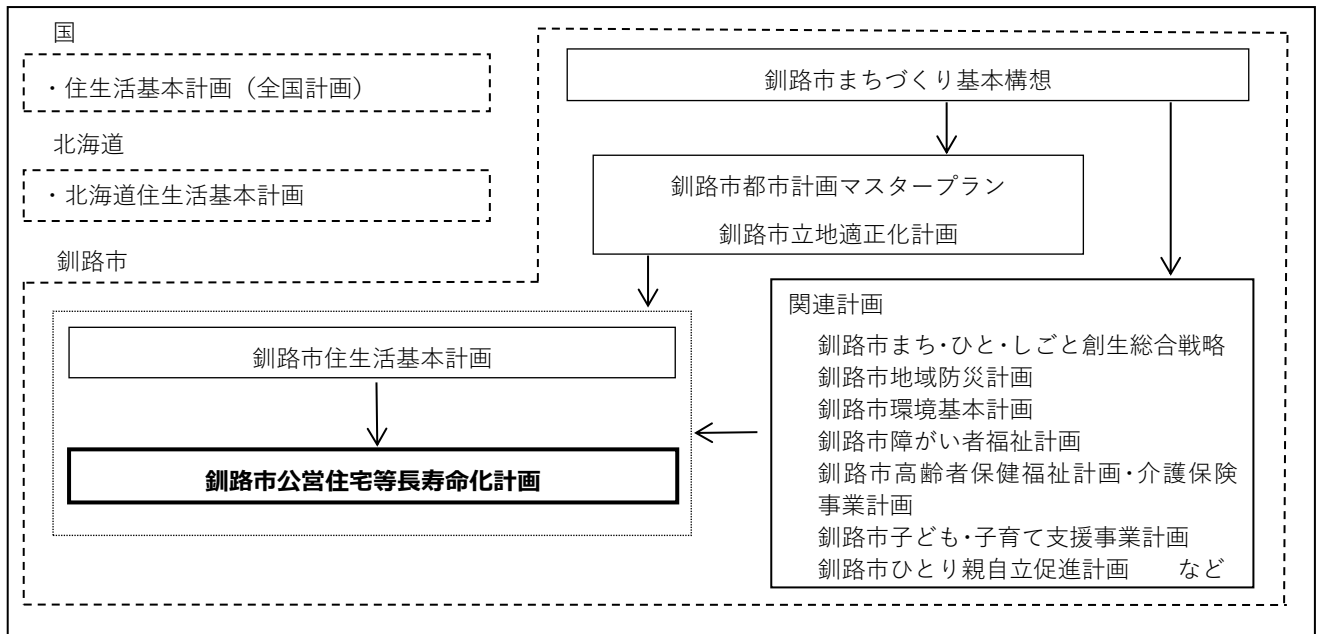 国
・住生活基本計画（全国計画）
北海道
・北海道住生活基本計画
釧路市
釧路市まちづくり基本構想
釧路市都市計画マスタープラン
釧路市立地適正化計画
釧路市住生活基本計画
釧路市公営住宅等長寿命化計画
関連計画
釧路市まち・ひと・しごと創生総合戦略
釧路市地域防災計画
釧路市環境基本計画
釧路市障がい者福祉計画
釧路市高齢者保健福祉計画・介護保険
事業計画
釧路市子ども・子育て支援事業計画
釧路市ひとり親自立促進計画　　など